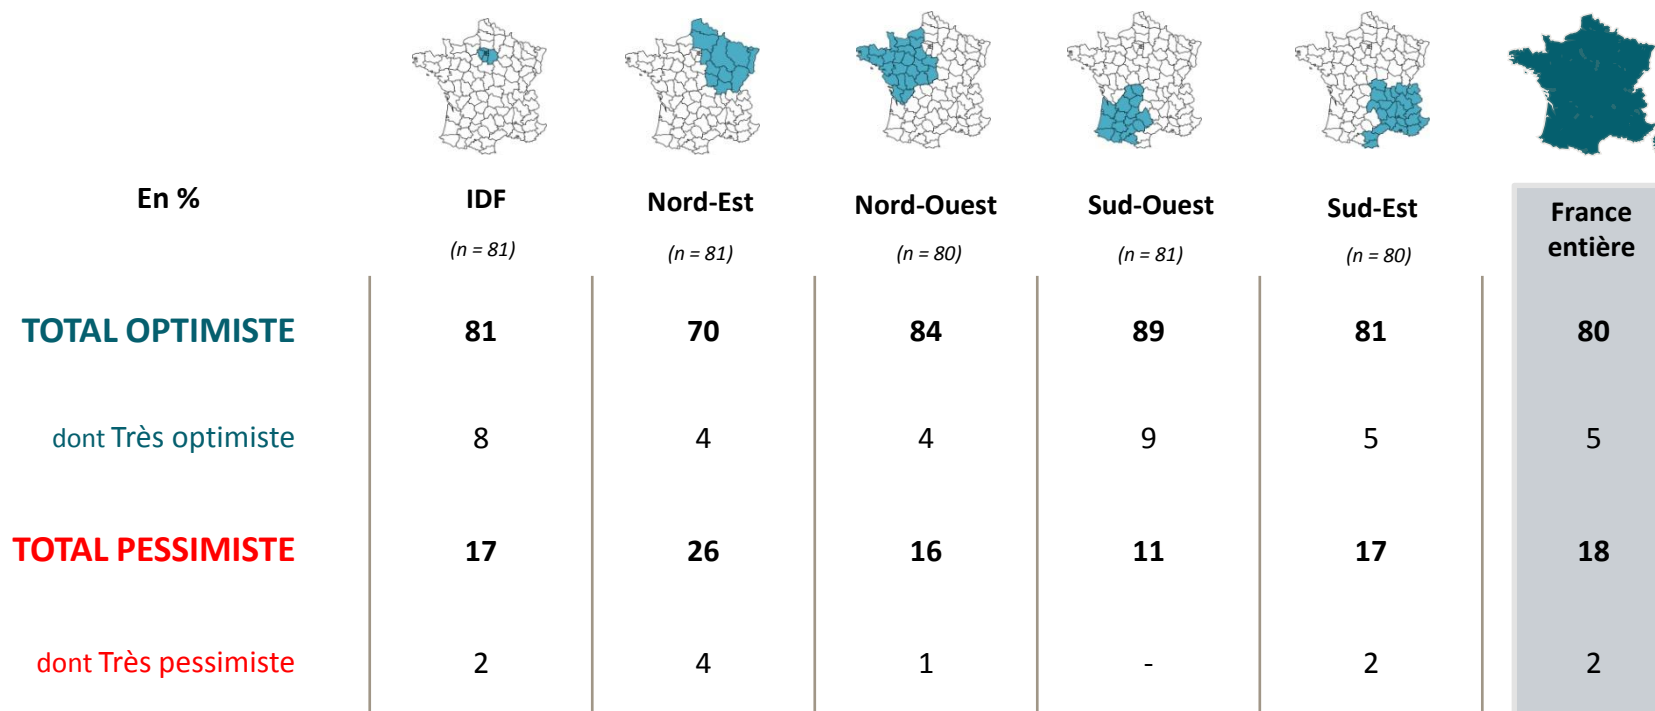 En % IDF Nord-Est Nord-Ouest Sud-Ouest Sud-Est France entière
(n = 81) (n = 81) (n = 80) (n = 81) (n = 80)
TOTAL OPTIMISTE 81 70 84 89 81 80
dont Très optimiste 8 4 4 9 5 5
TOTAL PESSIMISTE 17 26 16 11 17 18
dont Très pessimiste 2 4 1 - 2 2